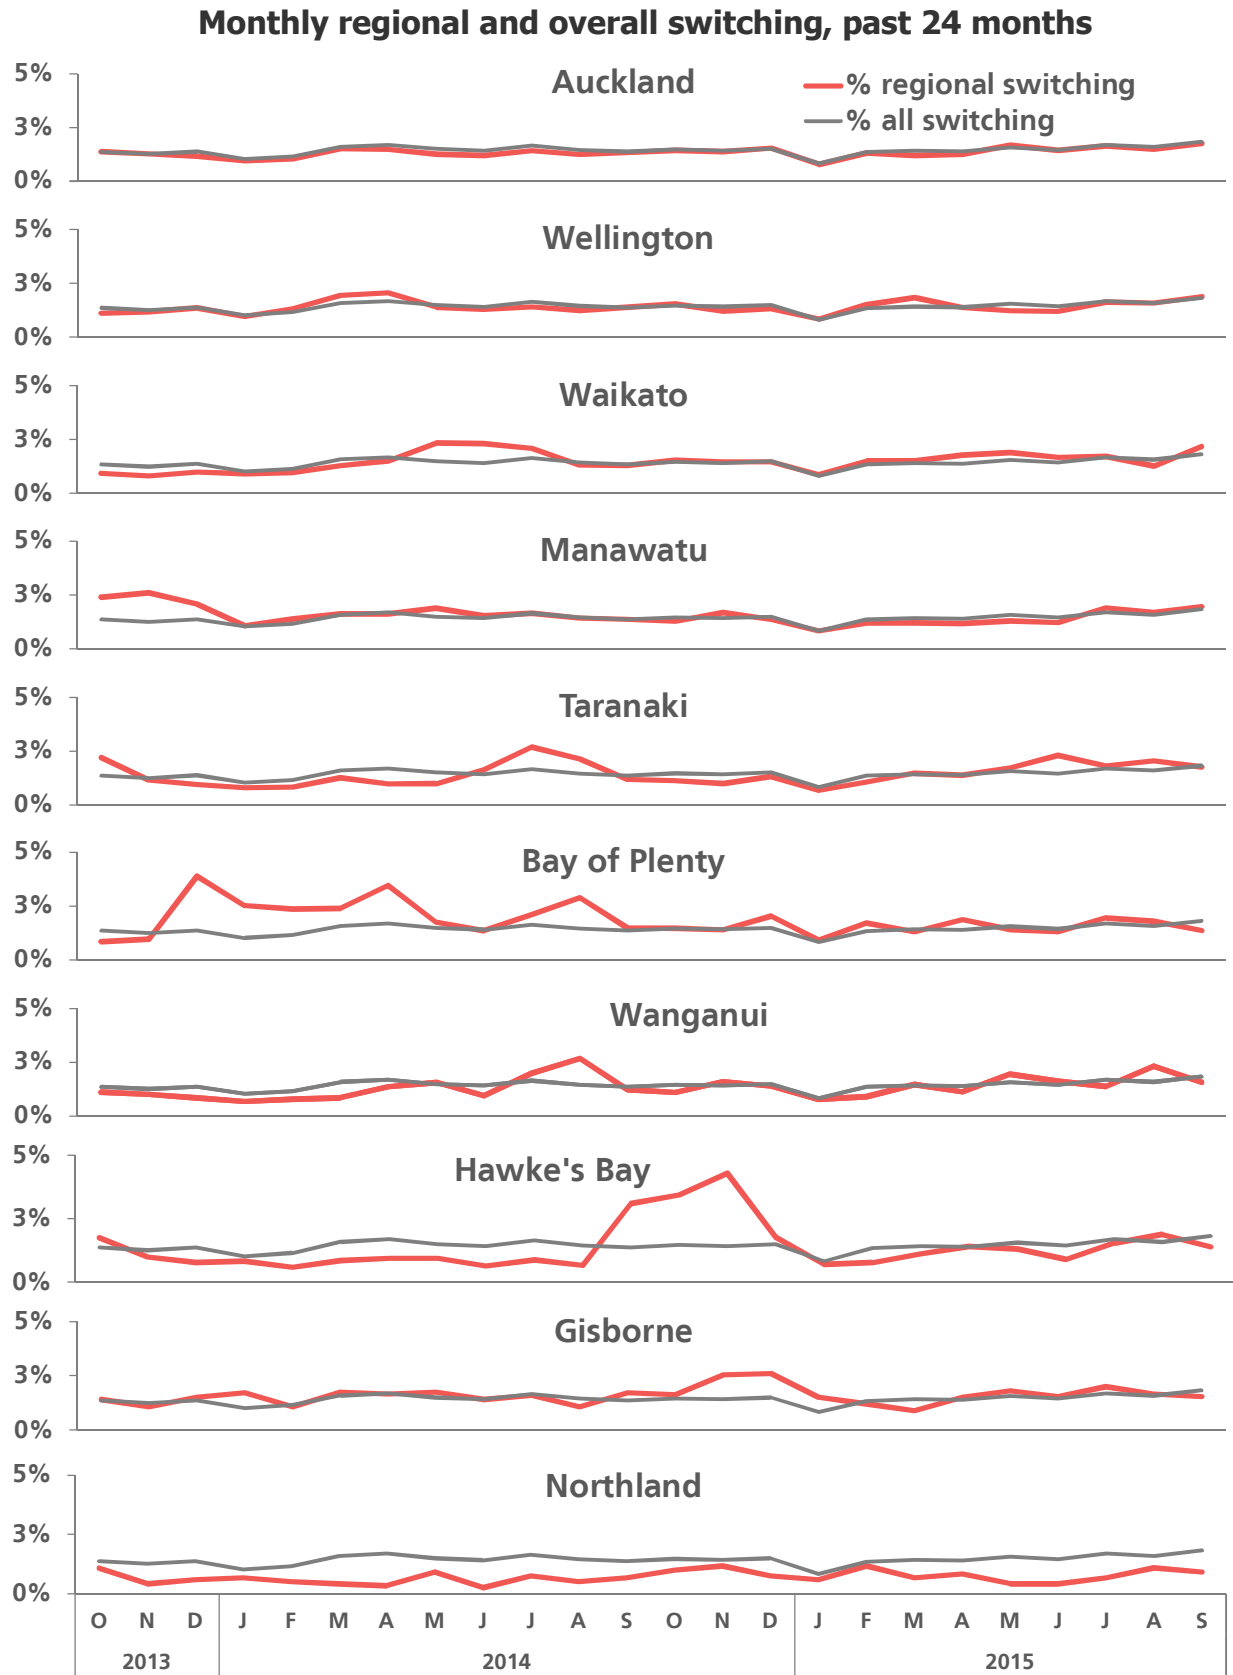 Monthly regional and overall switching, past 24 months
5%
Auckland
% regional switching
% all switching
3%
0%
5%
Wellington
3%
0%
5%
Waikato
3%
0%
5%
Manawatu
3%
0%
5%
Taranaki
3%
0%
5%
Bay of Plenty
3%
0%
5%
Wanganui
3%
0%
5%
Hawke's Bay
3%
0%
5%
Gisborne
3%
0%
5%
Northland
3%
0%
O N D J F M A M J J A S O N D J F M A M J J A S
2013 2014 2015